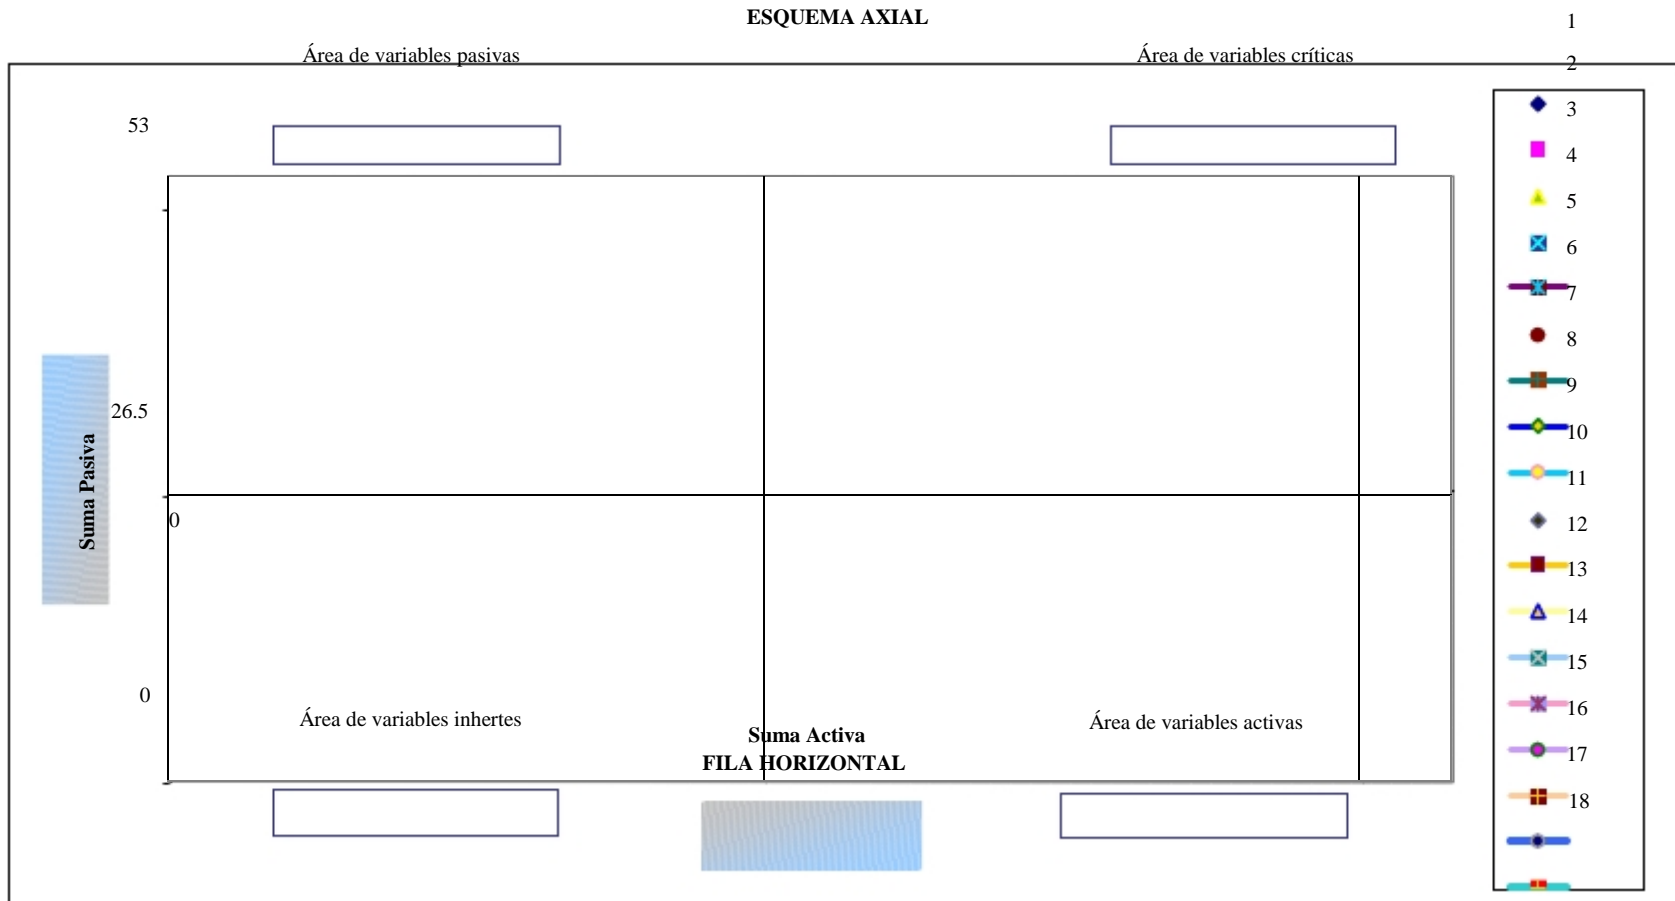 ESQUEMA AXIAL
Área de variables pasivas
Área de variables críticas
53
26.5
0
Suma Pasiva
0
Área de variables inhertes
Área de variables activas
Suma Activa
FILA HORIZONTAL
1
2
3
4
5
6
7
8
9
10
11
12
13
14
15
16
17
18